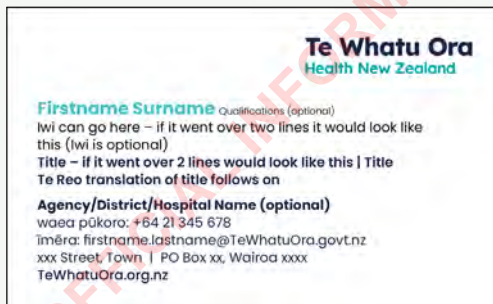 Te Whatu Ora
Health New Zealand
Firstname Surname Qualifications (optional)
Iwi can go here – if it went over two lines it would look like
this (Iwi is optional)
Title – if it went over 2 lines would look like this | Title
Te Reo translation of title follows on
Agency/District/Hospital Name (optional)
waea pūkoro: +64 21 345 678
īmēra: firstname.lastname@TeWhatuOra.govt.nz
xxx Street, Town | PO Box xx, Wairoa xxxx
TeWhatuOra.org.nz
OFFICIAL INFORM